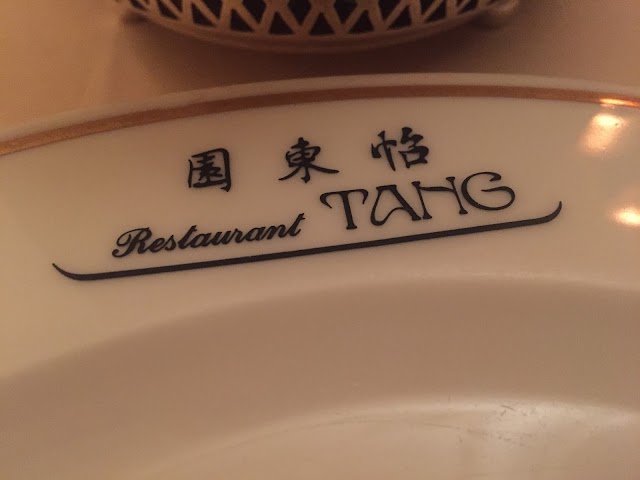 園東怡
Restaurant TANG